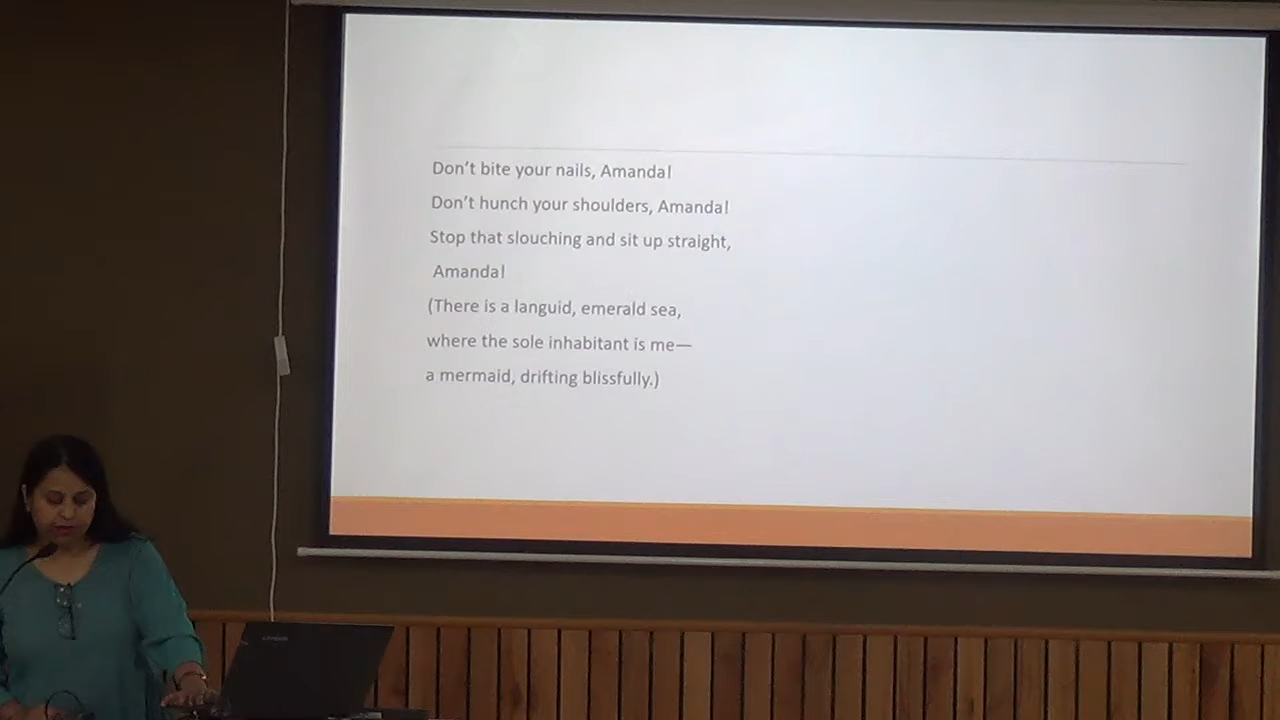 Don't bite your nails, Amanda!
Don't hunch your shoulders, Amanda!
Stop that slouching and sit up straight,
Amanda!
(There is a languid, emerald sea,
where the sole inhabitant is me—
a mermaid, drifting blissfully.)